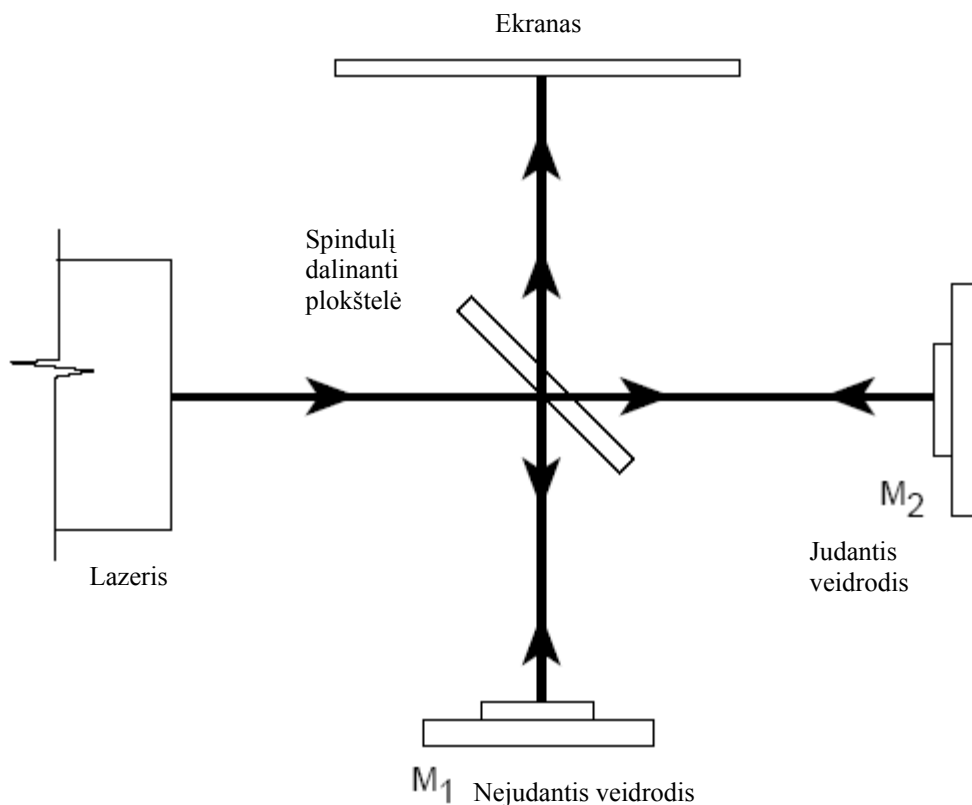 Ekranas
Spindulį
dalinanti
plokštelė
M2
Judantis
veidrodis
Lazeris
M1 Nejudantis veidrodis